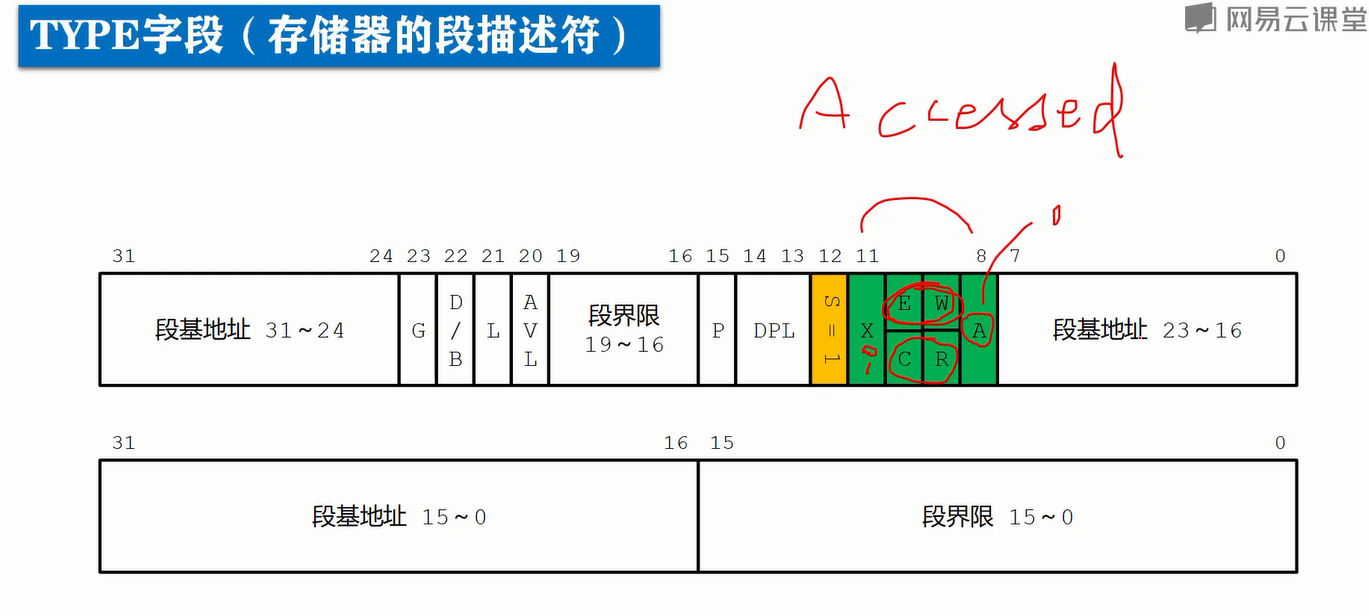 TYPE字段（存储器的段描述符）
网易云课堂
Accessed
0
31 24 23 22 21 20 19 16 15 14 13 12 11 8 7 0
段基地址 31～24
G
D/B
L
AVL
段界限
19～16
P
DPL
S=1
X
0
1
E W
C R
A
段基地址 23～16
31 16 15 0
段基地址 15～0
段界限 15～0